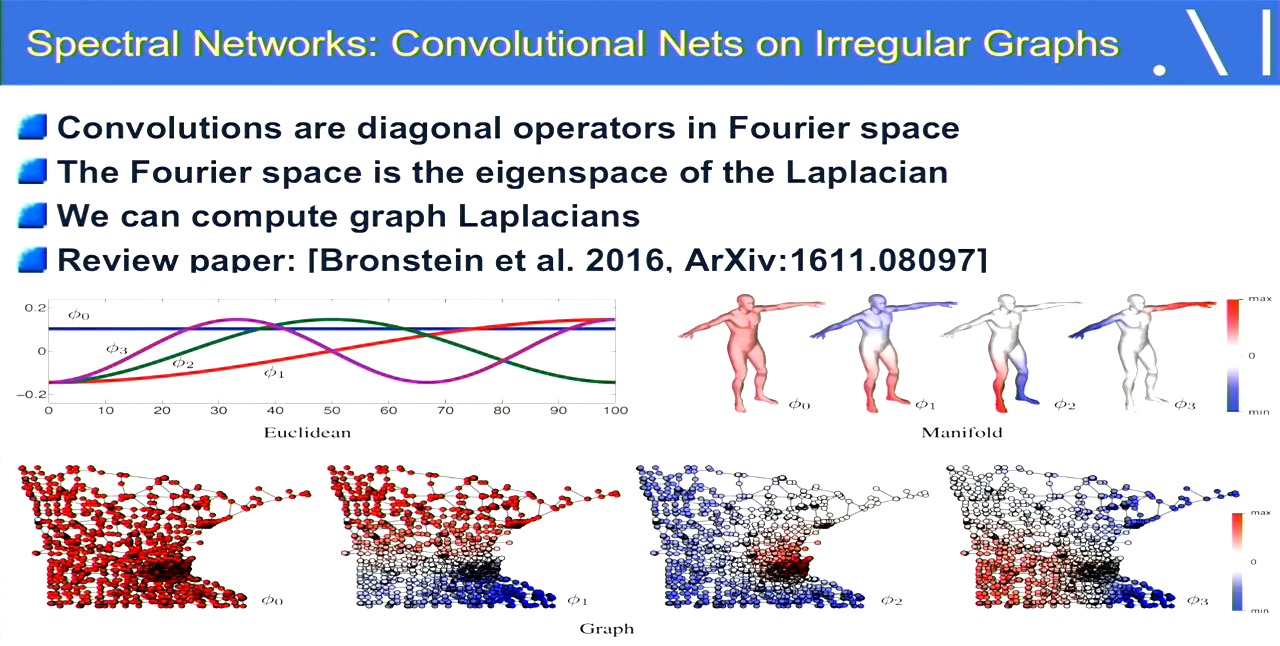 Spectral Networks: Convolutional Nets on Irregular Graphs
Convolutions are diagonal operators in Fourier space
The Fourier space is the eigenspace of the Laplacian
We can compute graph Laplacians
Review paper: [Bronstein et al. 2016, ArXiv:1611.08097]
0.2
0
−0.2
ϕ0
ϕ3
ϕ2
ϕ1
0 10 20 30 40 50 60 70 80 90 100
Euclidean
ϕ0 ϕ1 ϕ2 ϕ3
max
0
min
Manifold
ϕ0 ϕ1 ϕ2 ϕ3
max
0
min
Graph